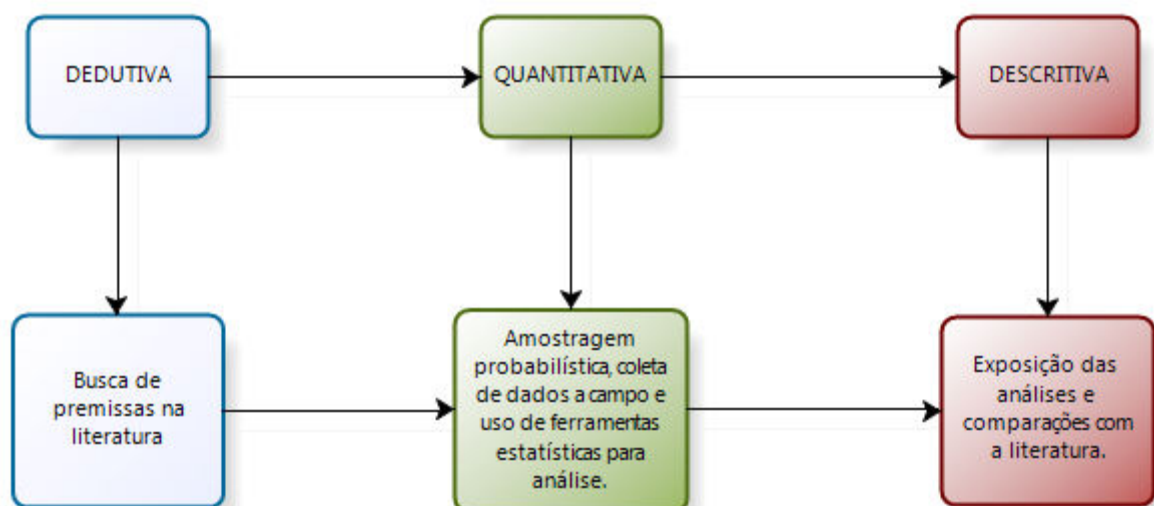 DEDUTIVA
QUANTITATIVA
DESCRITIVA
Busca de
premissas na
literatura
Amostragem
probabilística, coleta
de dados a campo e
uso de ferramentas
estatísticas para
análise.
Exposição das
análises e
comparações com
a literatura.